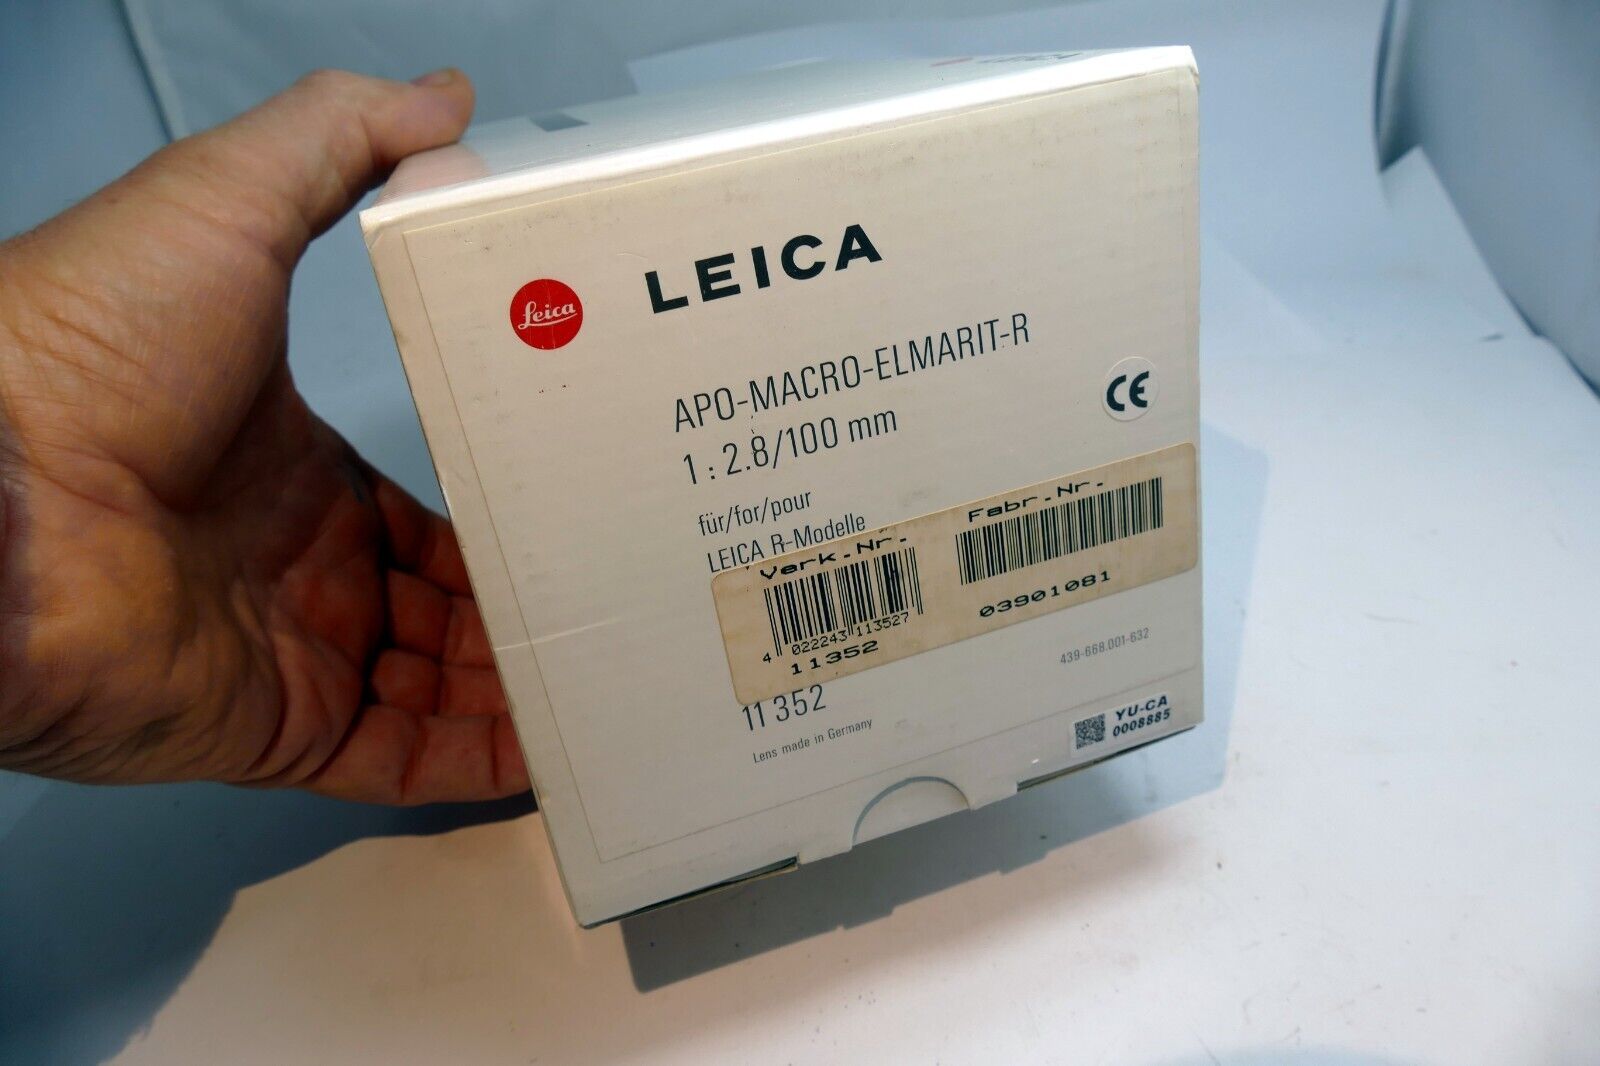 Leica
LEICA
APO-MACRO-ELMARIT-R
1 : 2.8/100 mm
für/for/pour
LEICA R-Modelle
Verk.Nr.
Fabr.Nr.
4 022243 113527
11352
03901081
439-668.001-632
11 352
Lens made in Germany
CE
YU-CA
0008885